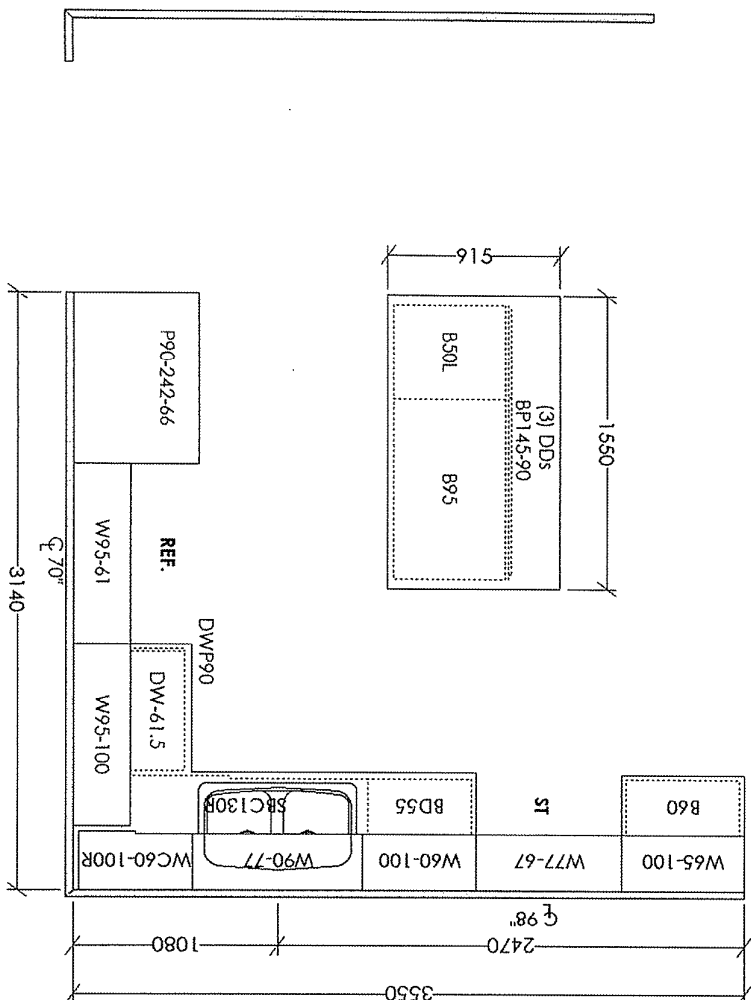 915
1550
(3) DDs
BP145-90
B50L
B95
P90-242-66
W95-61
REF.
℄ 70"
3140
DWP90
DW-61.5
W95-100
SBC130R
BD55
ST
B60
WC60-100R
W90-77
W60-100
W77-67
W65-100
℄ 98"
1080
2470
3550